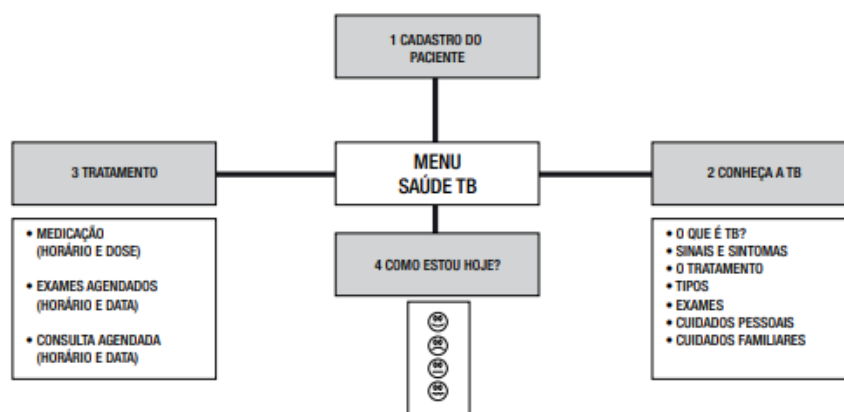 1 CADASTRO DO
PACIENTE
3 TRATAMENTO
MENU
SAÚDE TB
2 CONHEÇA A TB
• MEDICAÇÃO
(HORÁRIO E DOSE)
• EXAMES AGENDADOS
(HORÁRIO E DATA)
• CONSULTA AGENDADA
(HORÁRIO E DATA)
4 COMO ESTOU HOJE?
• O QUE É TB?
• SINAIS E SINTOMAS
• O TRATAMENTO
• TIPOS
• EXAMES
• CUIDADOS PESSOAIS
• CUIDADOS FAMILIARES